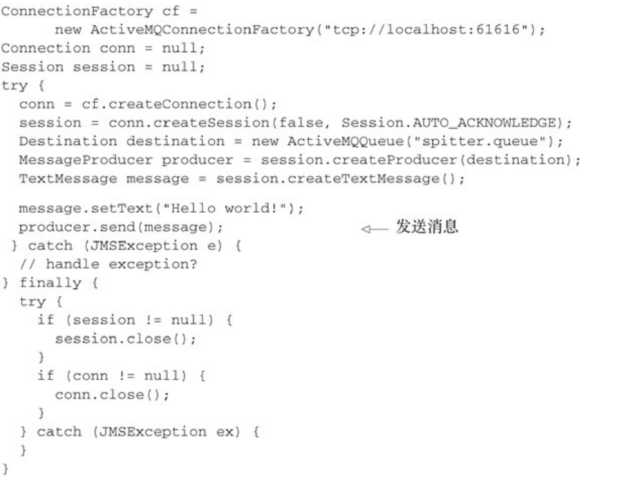 ConnectionFactory cf =
      new ActiveMQConnectionFactory("tcp://localhost:61616");
Connection conn = null;
Session session = null;
try {
  conn = cf.createConnection();
  session = conn.createSession(false, Session.AUTO_ACKNOWLEDGE);
  Destination destination = new ActiveMQQueue("spitter.queue");
  MessageProducer producer = session.createProducer(destination);
  TextMessage message = session.createTextMessage();
  message.setText("Hello world!");
  producer.send(message);                ← 发送消息
 } catch (JMSException e) {
  // handle exception?
} finally {
  try {
    if (session != null) {
      session.close();
    }
    if (conn != null) {
      conn.close();
    }
  } catch (JMSException ex) {
  }
}